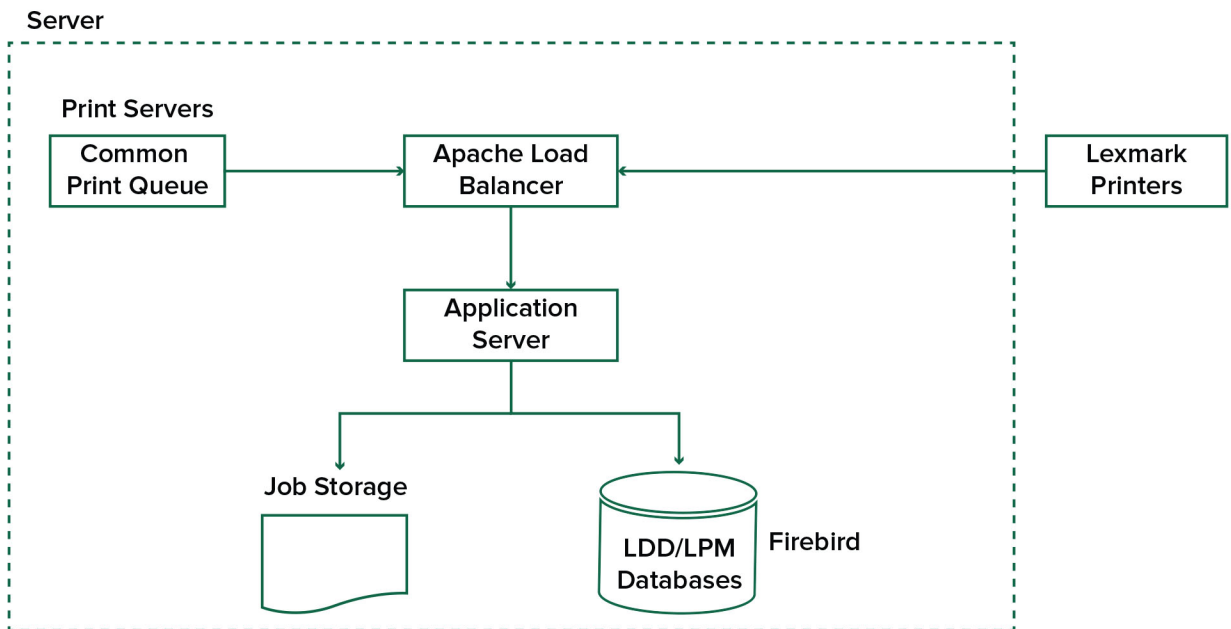 Server
Print Servers
Common
Print Queue
Apache Load
Balancer
Lexmark
Printers
Application
Server
Job Storage
LDD/LPM
Databases
Firebird